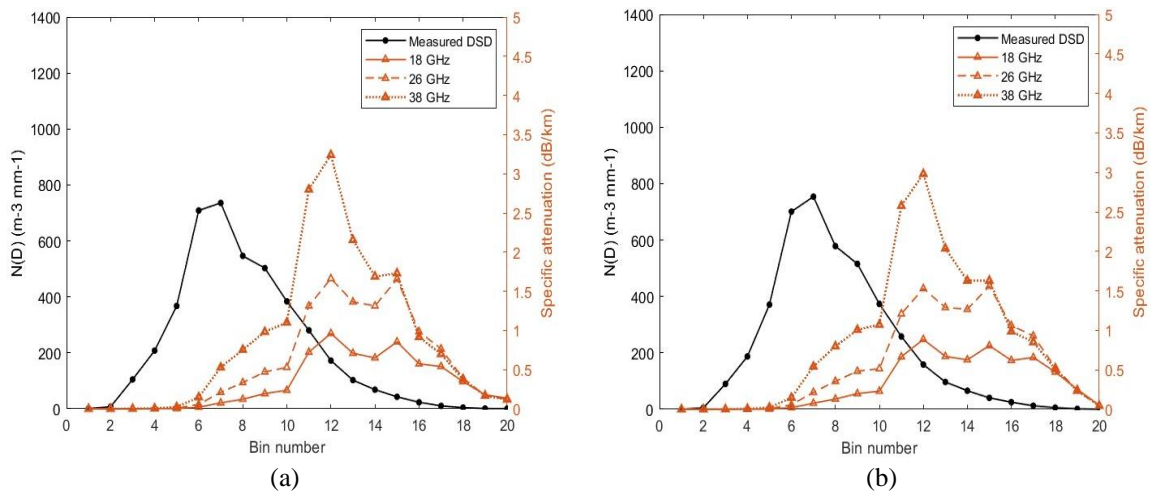 1400
1200
1000
800
600
400
200
0
N(D) (m-3 mm-1)
5
4.5
4
3.5
3
2.5
2
1.5
1
0.5
0
Specific attenuation (dB/km)
Measured DSD
18 GHz
26 GHz
38 GHz
0 2 4 6 8 10 12 14 16 18 20
Bin number
(a)
1400
1200
1000
800
600
400
200
0
N(D) (m-3 mm-1)
5
4.5
4
3.5
3
2.5
2
1.5
1
0.5
0
Specific attenuation (dB/km)
Measured DSD
18 GHz
26 GHz
38 GHz
0 2 4 6 8 10 12 14 16 18 20
Bin number
(b)